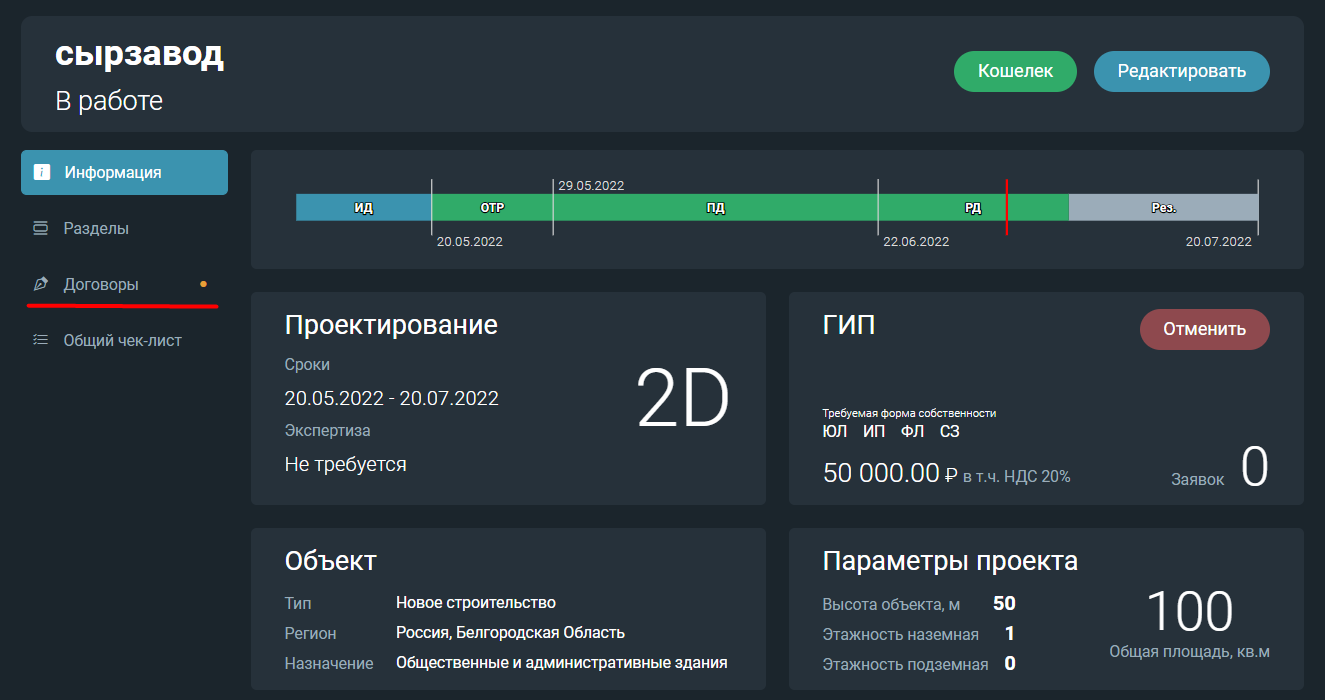 сырзавод
В работе
Кошелек
Редактировать
Информация
Разделы
Договоры
Общий чек-лист
29.05.2022
ИД ОТР ПД РД Рез.
20.05.2022 22.06.2022 20.07.2022
Проектирование
Сроки
20.05.2022 - 20.07.2022
Экспертиза
Не требуется
2D
ГИП
Отменить
Требуемая форма собственности
ЮЛ ИП ФЛ СЗ
50 000.00 ₽ в т.ч. НДС 20%
Заявок 0
Объект
Тип Новое строительство
Регион Россия, Белгородская Область
Назначение Общественные и административные здания
Параметры проекта
Высота объекта, м 50
Этажность наземная 1
Этажность подземная 0
100
Общая площадь, кв.м